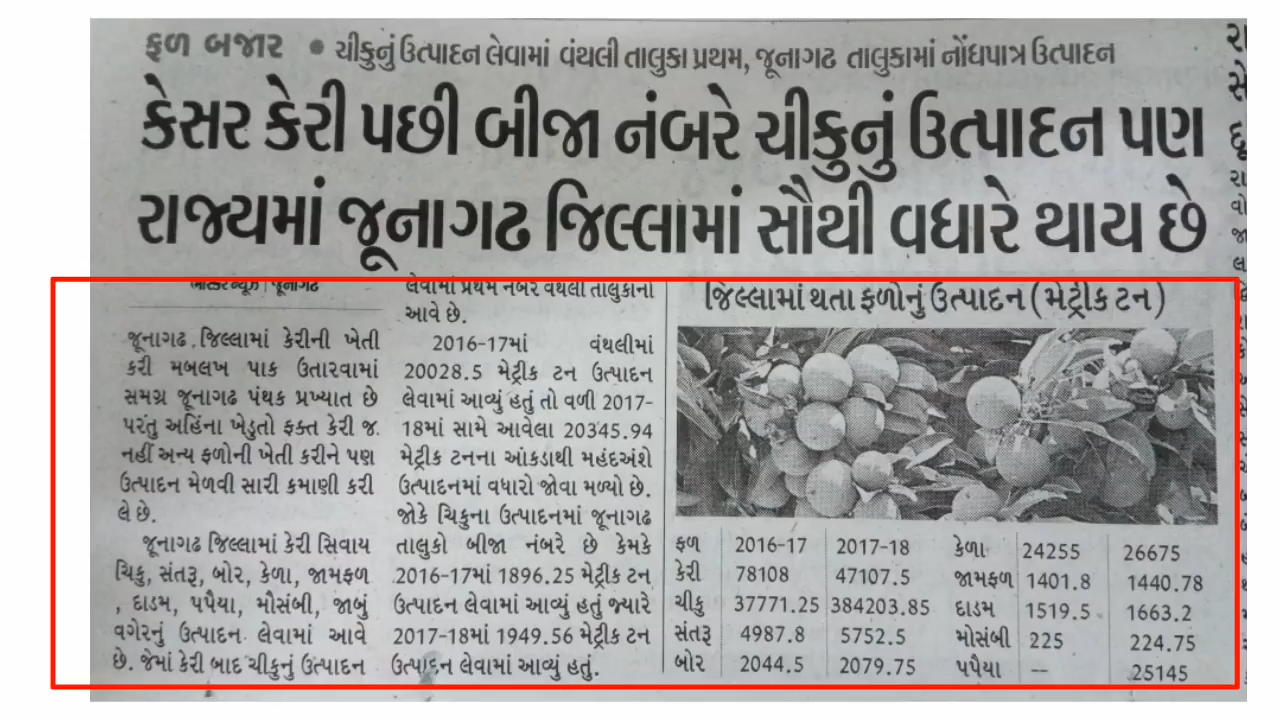 ફળ બજાર • ચીકુનું ઉત્પાદન લેવામાં વંથલી તાલુકા પ્રથમ, જૂનાગઢ તાલુકામાં નોંધપાત્ર ઉત્પાદન
કેસર કેરી પછી બીજા નંબરે ચીકુનું ઉત્પાદન પણ
રાજ્યમાં જૂનાગઢ જિલ્લામાં સૌથી વધારે થાય છે
ભાસ્કર ન્યૂઝ | જૂનાગઢ
જૂનાગઢ જિલ્લામાં કેરીની ખેતી
કરી મબલખ પાક ઉતારવામાં
સમગ્ર જૂનાગઢ પંથક પ્રખ્યાત છે
પરંતુ અહિંના ખેડુતો ફક્ત કેરી જ
નહીં અન્ય ફળોની ખેતી કરીને પણ
ઉત્પાદન મેળવી સારી કમાણી કરી
લે છે.
જૂનાગઢ જિલ્લામાં કેરી સિવાય
ચિકુ, સંતરૂ, બોર, કેળા, જામફળ
, દાડમ, પપૈયા, મૌસંબી, જાબું
વગેરનું ઉત્પાદન લેવામાં આવે
છે. જેમાં કેરી બાદ ચીકુનું ઉત્પાદન
લેવામાં પ્રથમ નંબર વંથલી તાલુકાનો
આવે છે.
2016-17માં વંથલીમાં
20028.5 મેટ્રીક ટન ઉત્પાદન
લેવામાં આવ્યું હતું તો વળી 2017-
18માં સામે આવેલા 20345.94
મેટ્રીક ટનના આંકડાથી મહંદઅંશે
ઉત્પાદનમાં વધારો જોવા મળ્યો છે.
જોકે ચિકુના ઉત્પાદનમાં જૂનાગઢ
તાલુકો બીજા નંબરે છે કેમકે
2016-17માં 1896.25 મેટ્રીક ટન
ઉત્પાદન લેવામાં આવ્યું હતું જ્યારે
2017-18માં 1949.56 મેટ્રીક ટન
ઉત્પાદન લેવામાં આવ્યું હતું.
જિલ્લામાં થતા ફળોનું ઉત્પાદન (મેટ્રીક ટન)
ફળ 2016-17 2017-18
કેરી 78108 47107.5
ચીકુ 37771.25 384203.85
સંતરૂ 4987.8 5752.5
બોર 2044.5 2079.75
કેળા 24255 26675
જામફળ 1401.8 1440.78
દાડમ 1519.5 1663.2
મોસંબી 225 224.75
પપૈયા — 25145